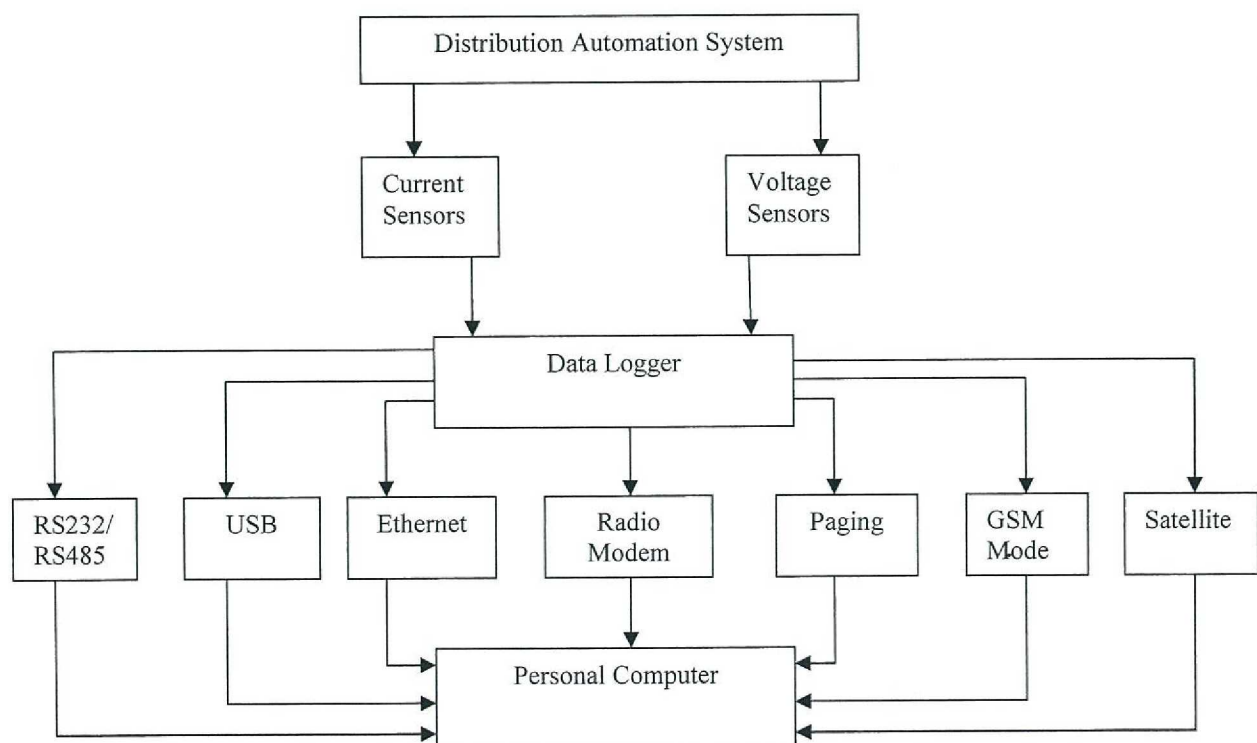 Distribution Automation System
Current
Sensors
Voltage
Sensors
Data Logger
RS232/
RS485
USB
Ethernet
Radio
Modem
Paging
GSM
Mode
Satellite
Personal Computer